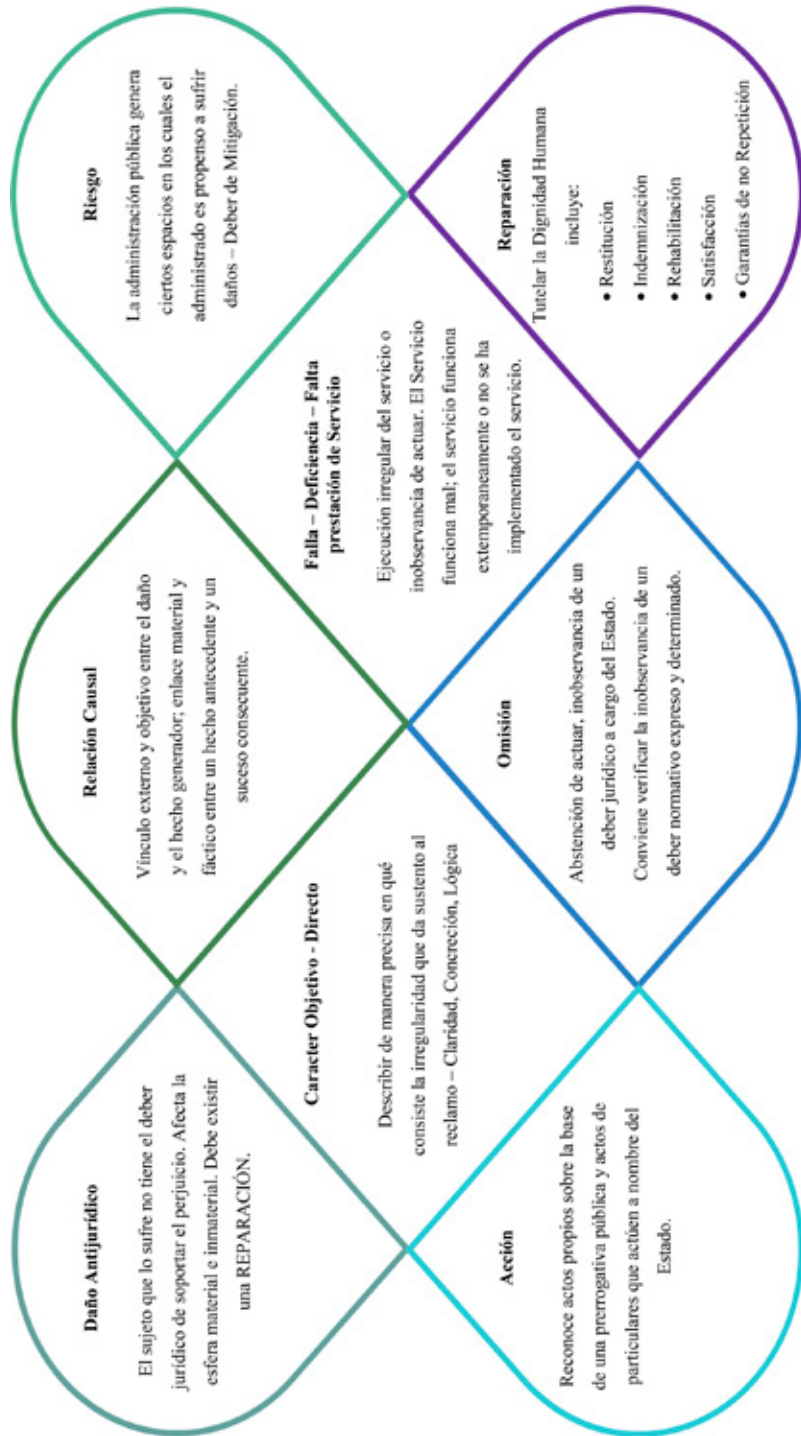 Daño Antijurídico
El sujeto que lo sufre no tiene el deber
jurídico de soportar el perjuicio. Afecta la
esfera material e inmaterial. Debe existir
una REPARACIÓN.
Relación Causal
Vínculo externo y objetivo entre el daño
y el hecho generador; enlace material y
fáctico entre un hecho antecedente y un
suceso consecuente.
Riesgo
La administración pública genera
ciertos espacios en los cuales el
administrado es propenso a sufrir
daños – Deber de Mitigación.
Caracter Objetivo - Directo
Describir de manera precisa en qué
consiste la irregularidad que da sustento al
reclamo – Claridad, Concreción, Lógica
Falla – Deficiencia – Falta
prestación de Servicio
Ejecución irregular del servicio o
inobservancia de actuar. El Servicio
funciona mal; el servicio funciona
extemporaneamente o no se ha
implementado el servicio.
Acción
Reconoce actos propios sobre la base
de una prerrogativa pública y actos de
particulares que actúen a nombre del
Estado.
Omisión
Abstención de actuar, inobservancia de un
deber jurídico a cargo del Estado.
Conviene verificar la inobservancia de un
deber normativo expreso y determinado.
Reparación
Tutelar la Dignidad Humana
incluye:
• Restitución
• Indemnización
• Rehabilitación
• Satisfacción
• Garantías de no Repetición